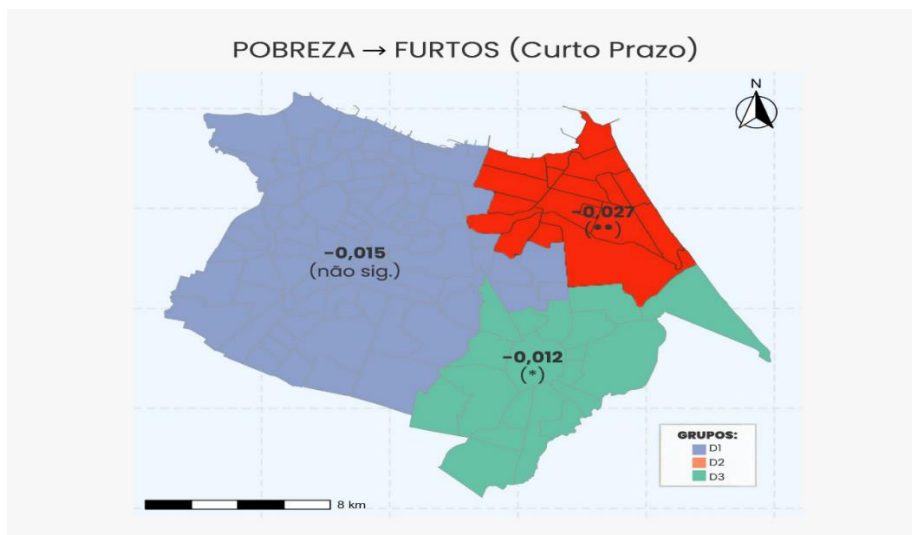 POBREZA → FURTOS (Curto Prazo)
N
-0,027
(**)
-0,015
(não sig.)
-0,012
(*)
GRUPOS:
D1
D2
D3
8 km